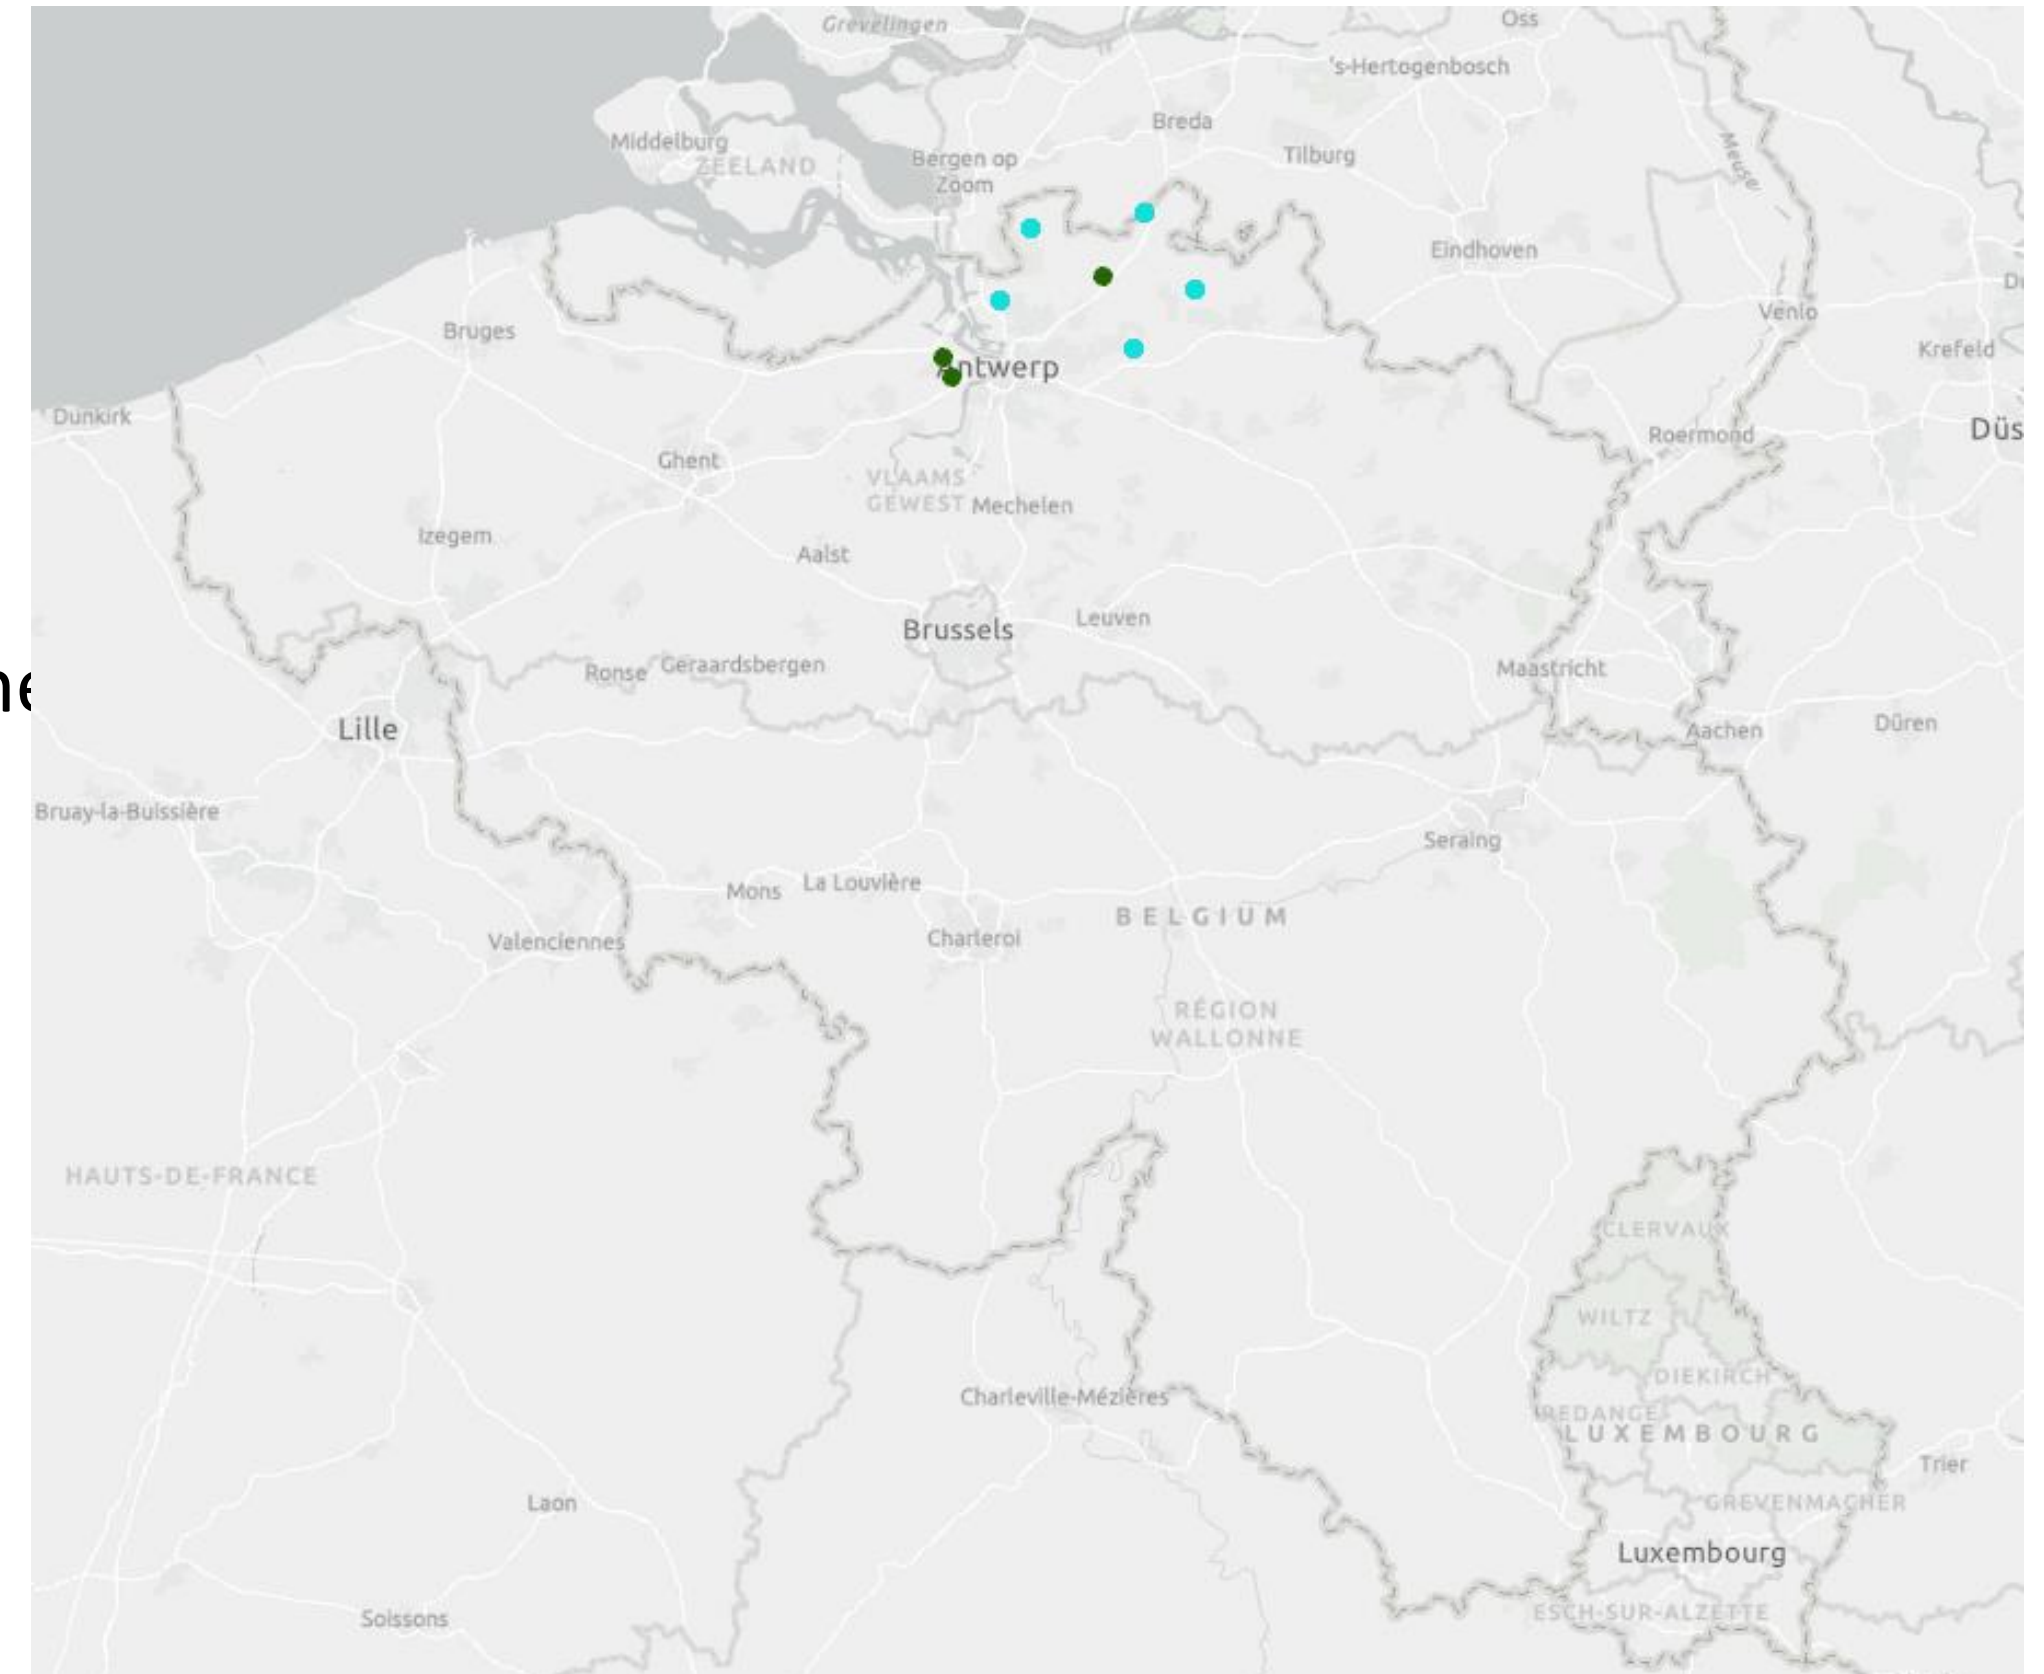 Grevelingen
Oss
's-Hertogenbosch
Breda
Middelburg
ZEELAND
Bergen op
Zoom
Tilburg
Meuse
Eindhoven
Venlo
Bruges
Krefeld
Antwerp
Dunkirk
Roermond
Düs
Ghent
VLAAMS
GEWEST
Mechelen
Izegem
Aalst
Brussels
Leuven
Ronse
Geraardsbergen
Maastricht
Lille
Aachen
Düren
Bruay-la-Buissière
Seraing
Mons
La Louvière
BELGIUM
Valenciennes
Charleroi
RÉGION
WALLONNE
HAUTS-DE-FRANCE
CLERVAUX
WILTZ
DIEKIRCH
Charleville-Mézières
REDANGE
LUXEMBOURG
Trier
Laon
GREVENMACHER
Luxembourg
ESCH-SUR-ALZETTE
Soissons